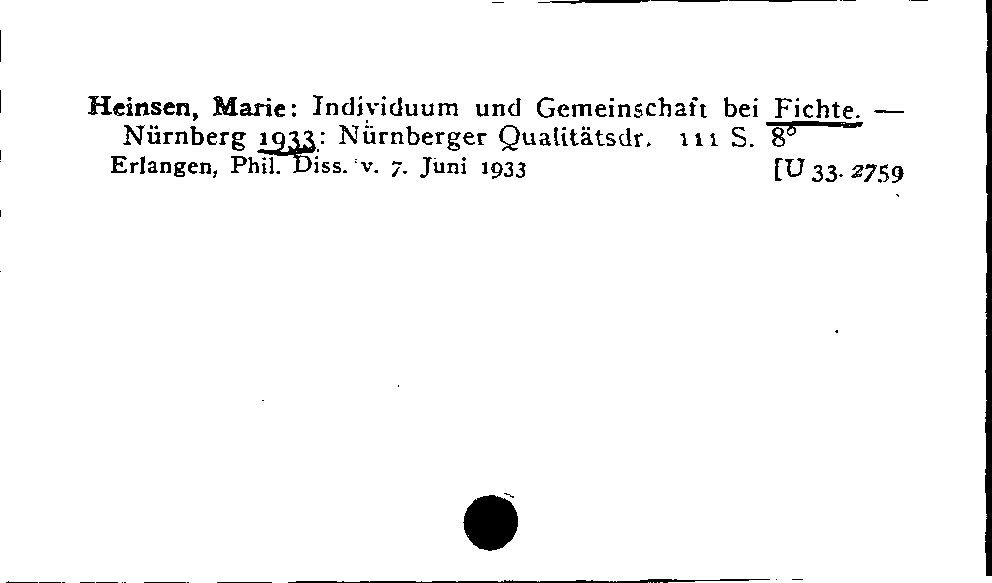 Heinsen, Marie: Individuum und Gemeinschaft bei Fichte. —
Nürnberg 1933: Nürnberger Qualitätsdr. 111 S. 8°
Erlangen, Phil. Diss. v. 7. Juni 1933 [U 33. 2759